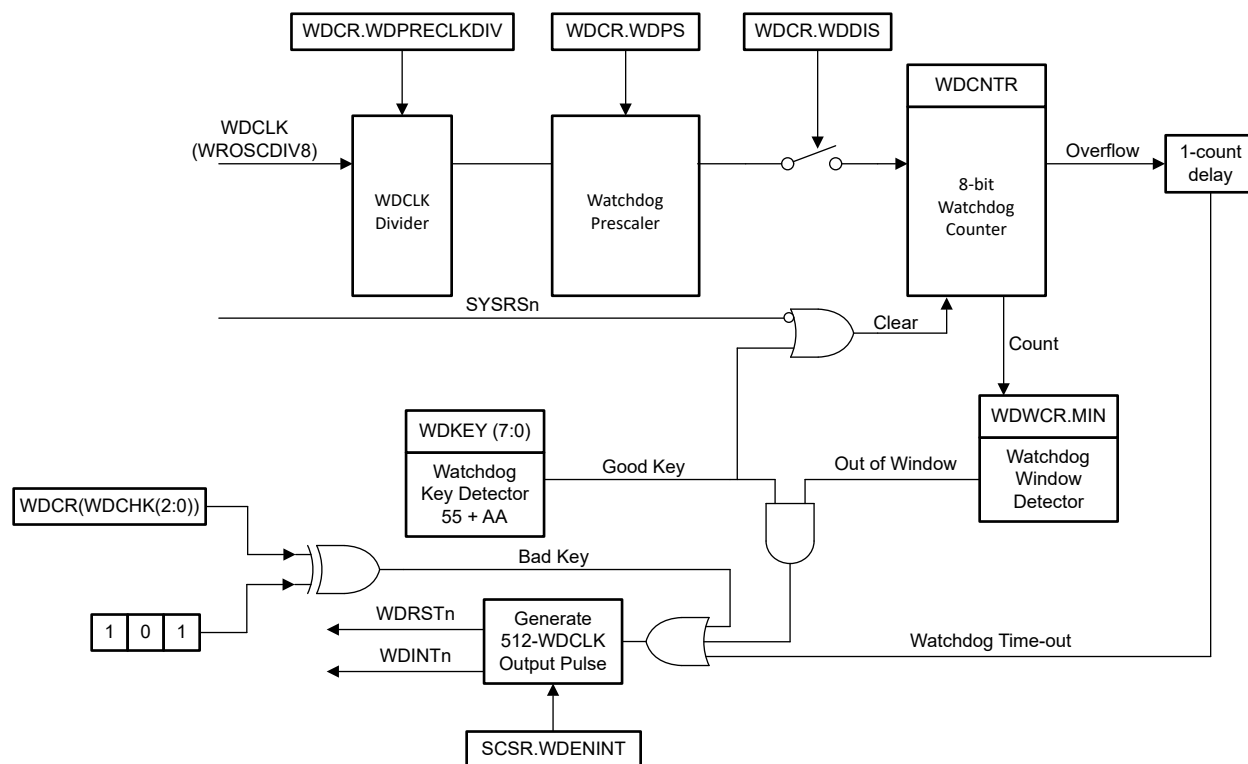 WDCR.WDPRECLKDIV
WDCR.WDPS
WDCR.WDDIS
WDCNTR
WDCLK
(WROSCDIV8)
WDCLK
Divider
Watchdog
Prescaler
8-bit
Watchdog
Counter
Overflow
1-count
delay
SYSRSn
Clear
Count
WDKEY (7:0)
Watchdog
Key Detector
55 + AA
Good Key
Out of Window
WDWCR.MIN
Watchdog
Window
Detector
WDCR(WDCHK(2:0))
Bad Key
1 0 1
WDRSTn
WDINTn
Generate
512-WDCLK
Output Pulse
Watchdog Time-out
SCSR.WDENINT